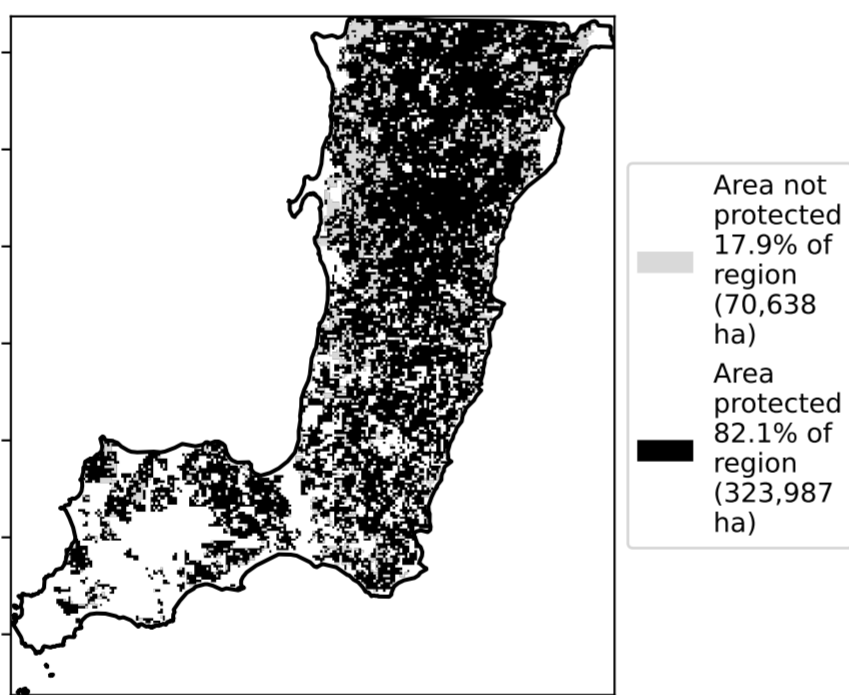 Area not
protected
17.9% of
region
(70,638
ha)
Area
protected
82.1% of
region
(323,987
ha)